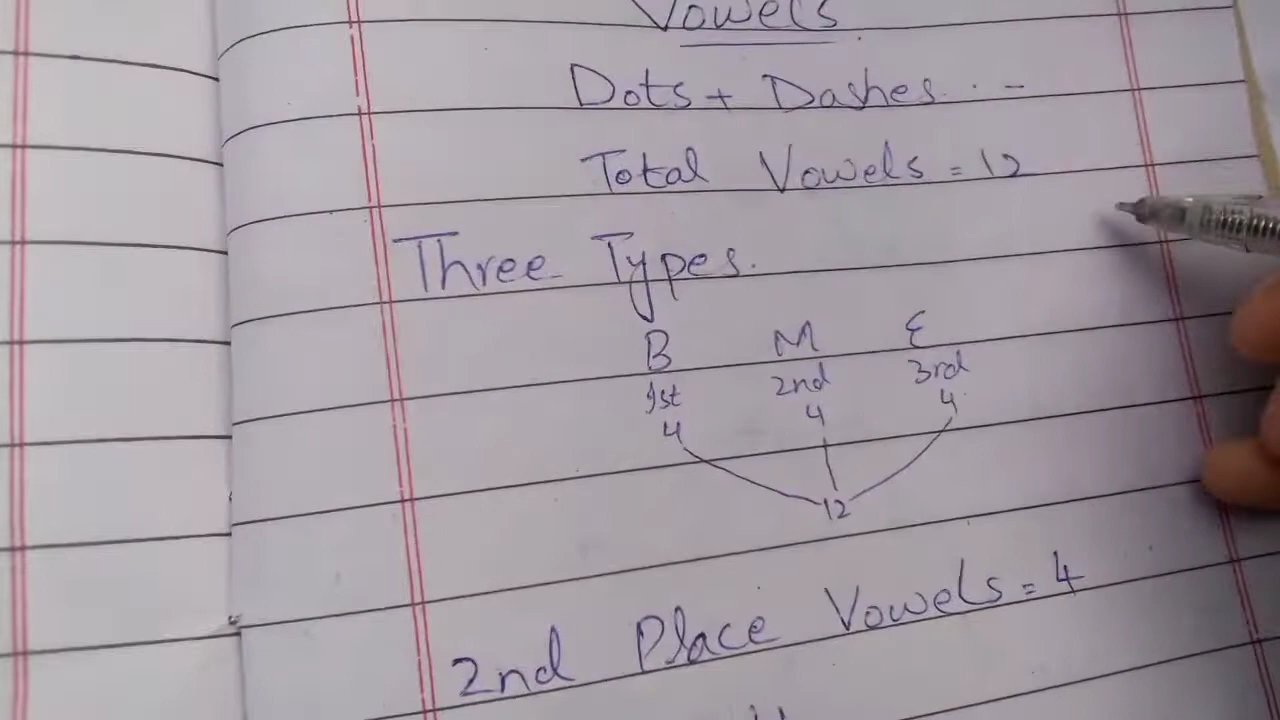 Vowels
Dots + Dashes. . -
Total Vowels = 12
Three Types.
B M E
1st 2nd 3rd
4 4 4
12
2nd Place Vowels = 4